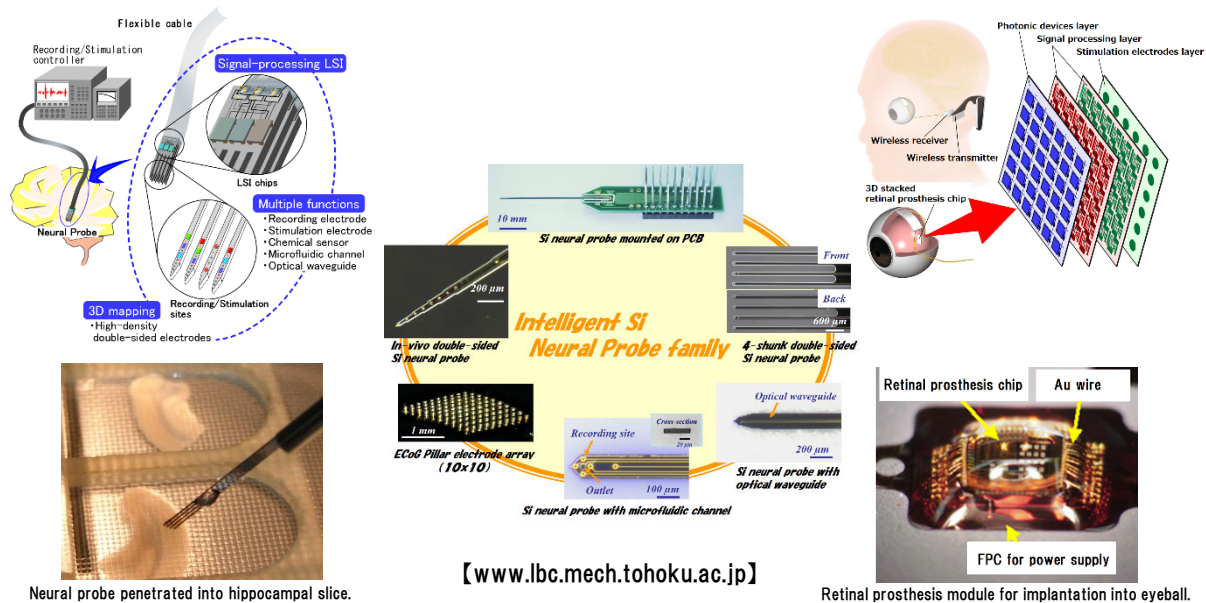 Flexible cable
Recording/Stimulation
controller
Signal-processing LSI
LSI chips
Multiple functions
・Recording electrode
・Stimulation electrode
・Chemical sensor
・Microfluidic channel
・Optical waveguide
Neural Probe
Recording/Stimulation
sites
3D mapping
・High-density
double-sided electrodes
Neural probe penetrated into hippocampal slice.
10 mm
Si neural probe mounted on PCB
200 μm
In-vivo double-sided
Si neural probe
Front
Back
600 μm
4-shunk double-sided
Si neural probe
Intelligent Si
Neural Probe family
1 mm
ECoG Pillar electrode array
(10x10)
Recording site
Cross section
20 μm
Outlet
100 μm
Si neural probe with microfluidic channel
Optical waveguide
200 μm
Si neural probe with
optical waveguide
【www.lbc.mech.tohoku.ac.jp】
Photonic devices layer
Signal processing layer
Stimulation electrodes layer
Wireless receiver
Wireless transmitter
3D stacked
retinal prosthesis chip
Retinal prosthesis chip
Au wire
FPC for power supply
Retinal prosthesis module for implantation into eyeball.